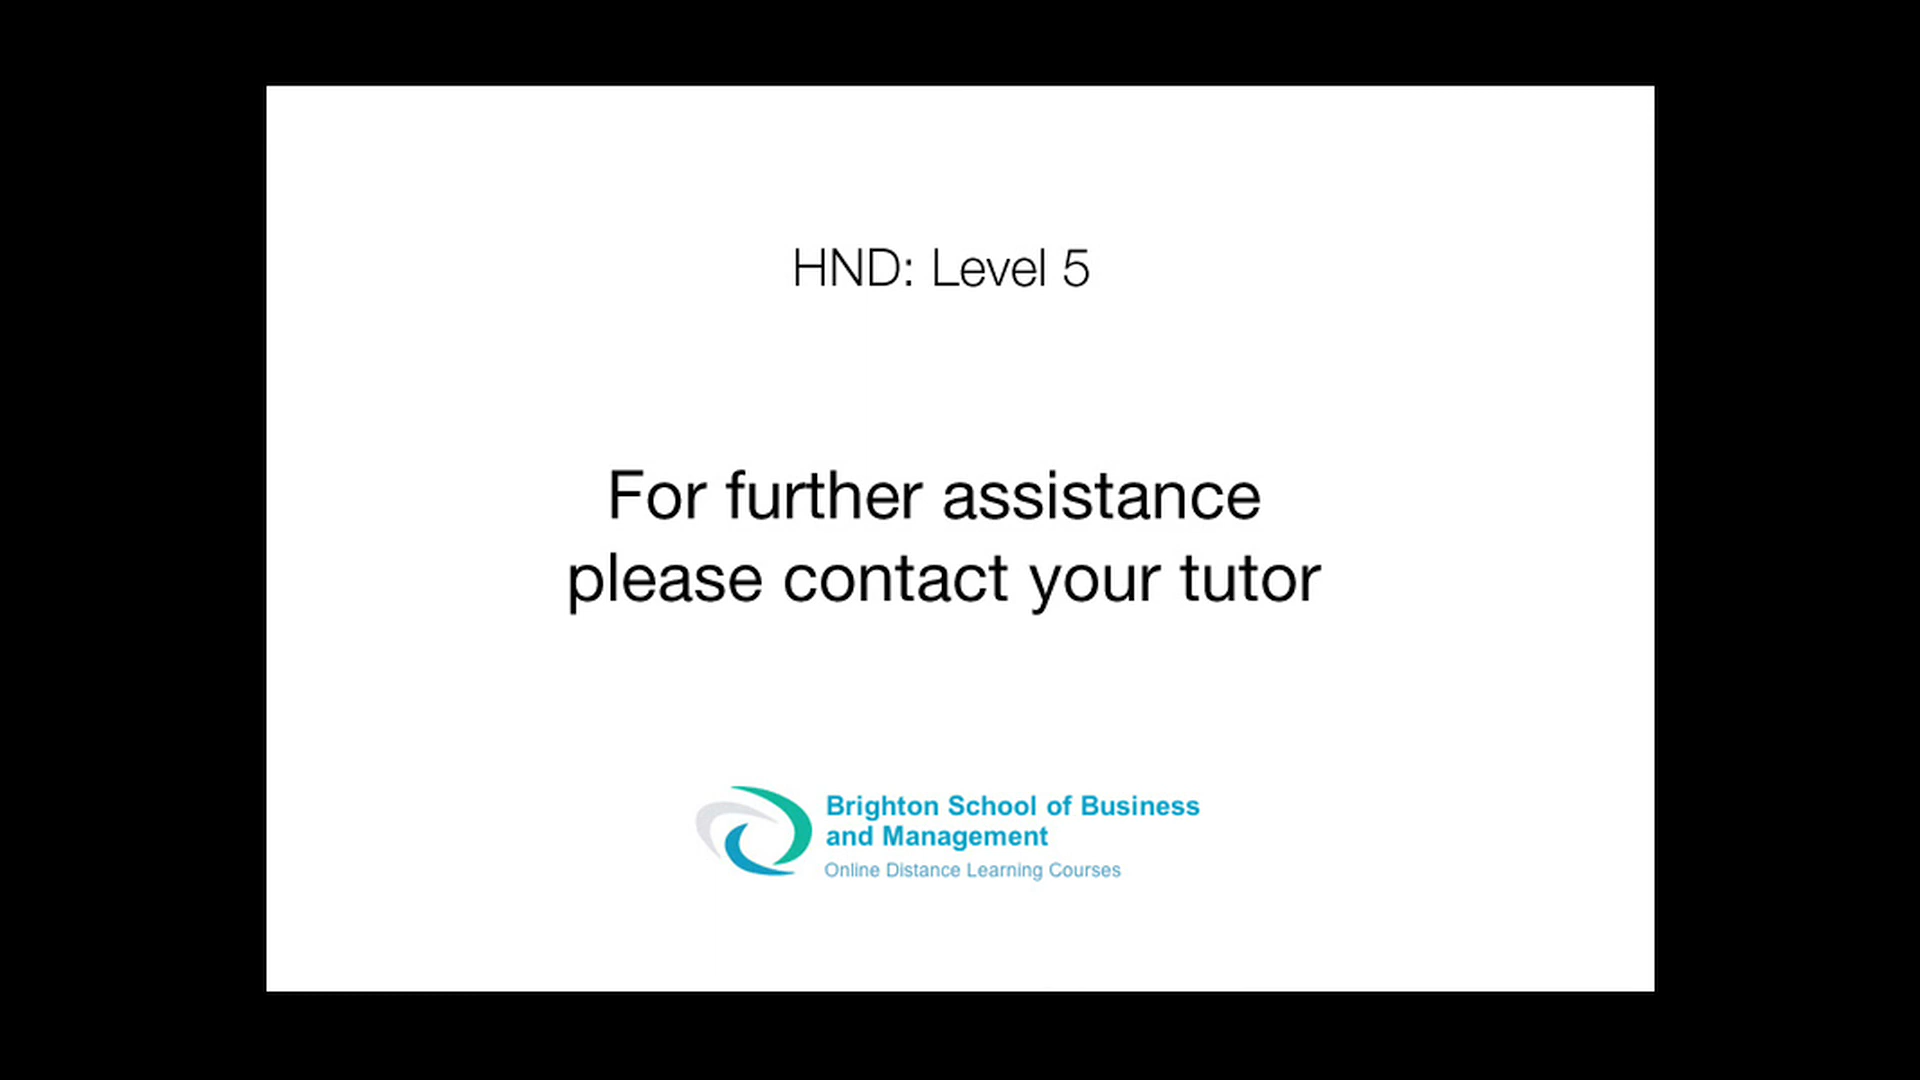 HND: Level 5
For further assistance
please contact your tutor
Brighton School of Business
and Management
Online Distance Learning Courses